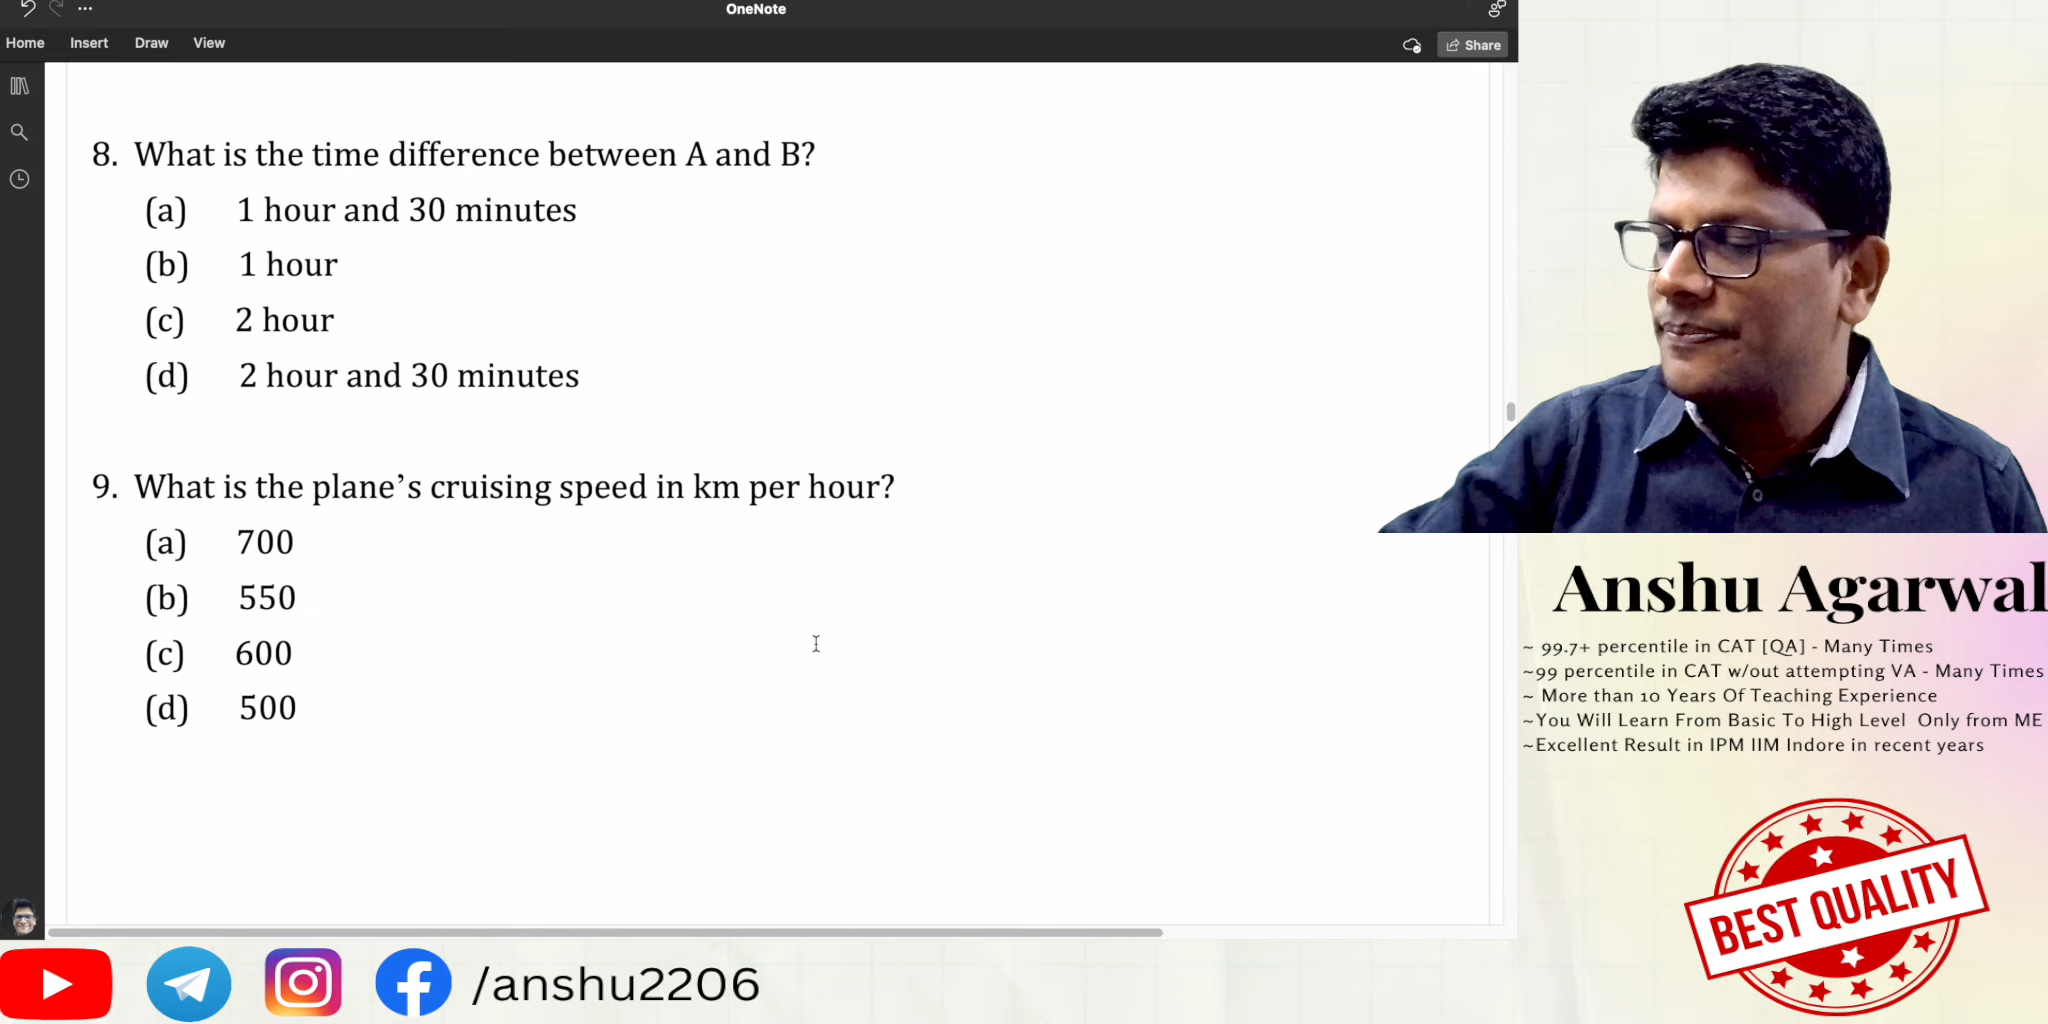 OneNote
Home Insert Draw View
Share
8. What is the time difference between A and B?
(a) 1 hour and 30 minutes
(b) 1 hour
(c) 2 hour
(d) 2 hour and 30 minutes
9. What is the plane's cruising speed in km per hour?
(a) 700
(b) 550
(c) 600
(d) 500
Anshu Agarwal
~ 99.7+ percentile in CAT [QA] - Many Times
~99 percentile in CAT w/out attempting VA - Many Times
~ More than 10 Years Of Teaching Experience
~You Will Learn From Basic To High Level Only from ME
~Excellent Result in IPM IIM Indore in recent years
BEST QUALITY
/anshu2206